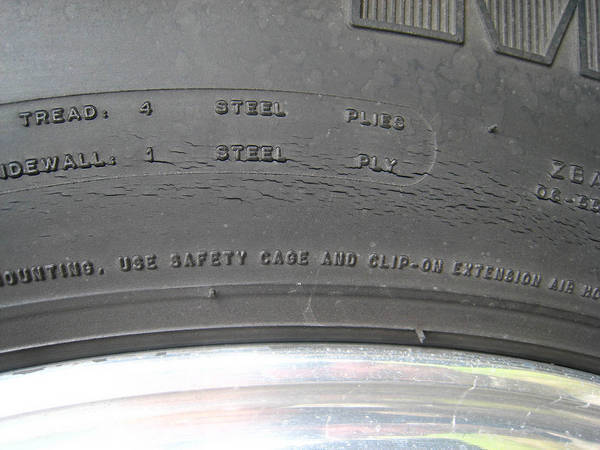 TREAD: 4 STEEL PLIES
SIDEWALL: 1 STEEL PLY
MOUNTING, USE SAFETY CAGE AND CLIP-ON EXTENSION AIR